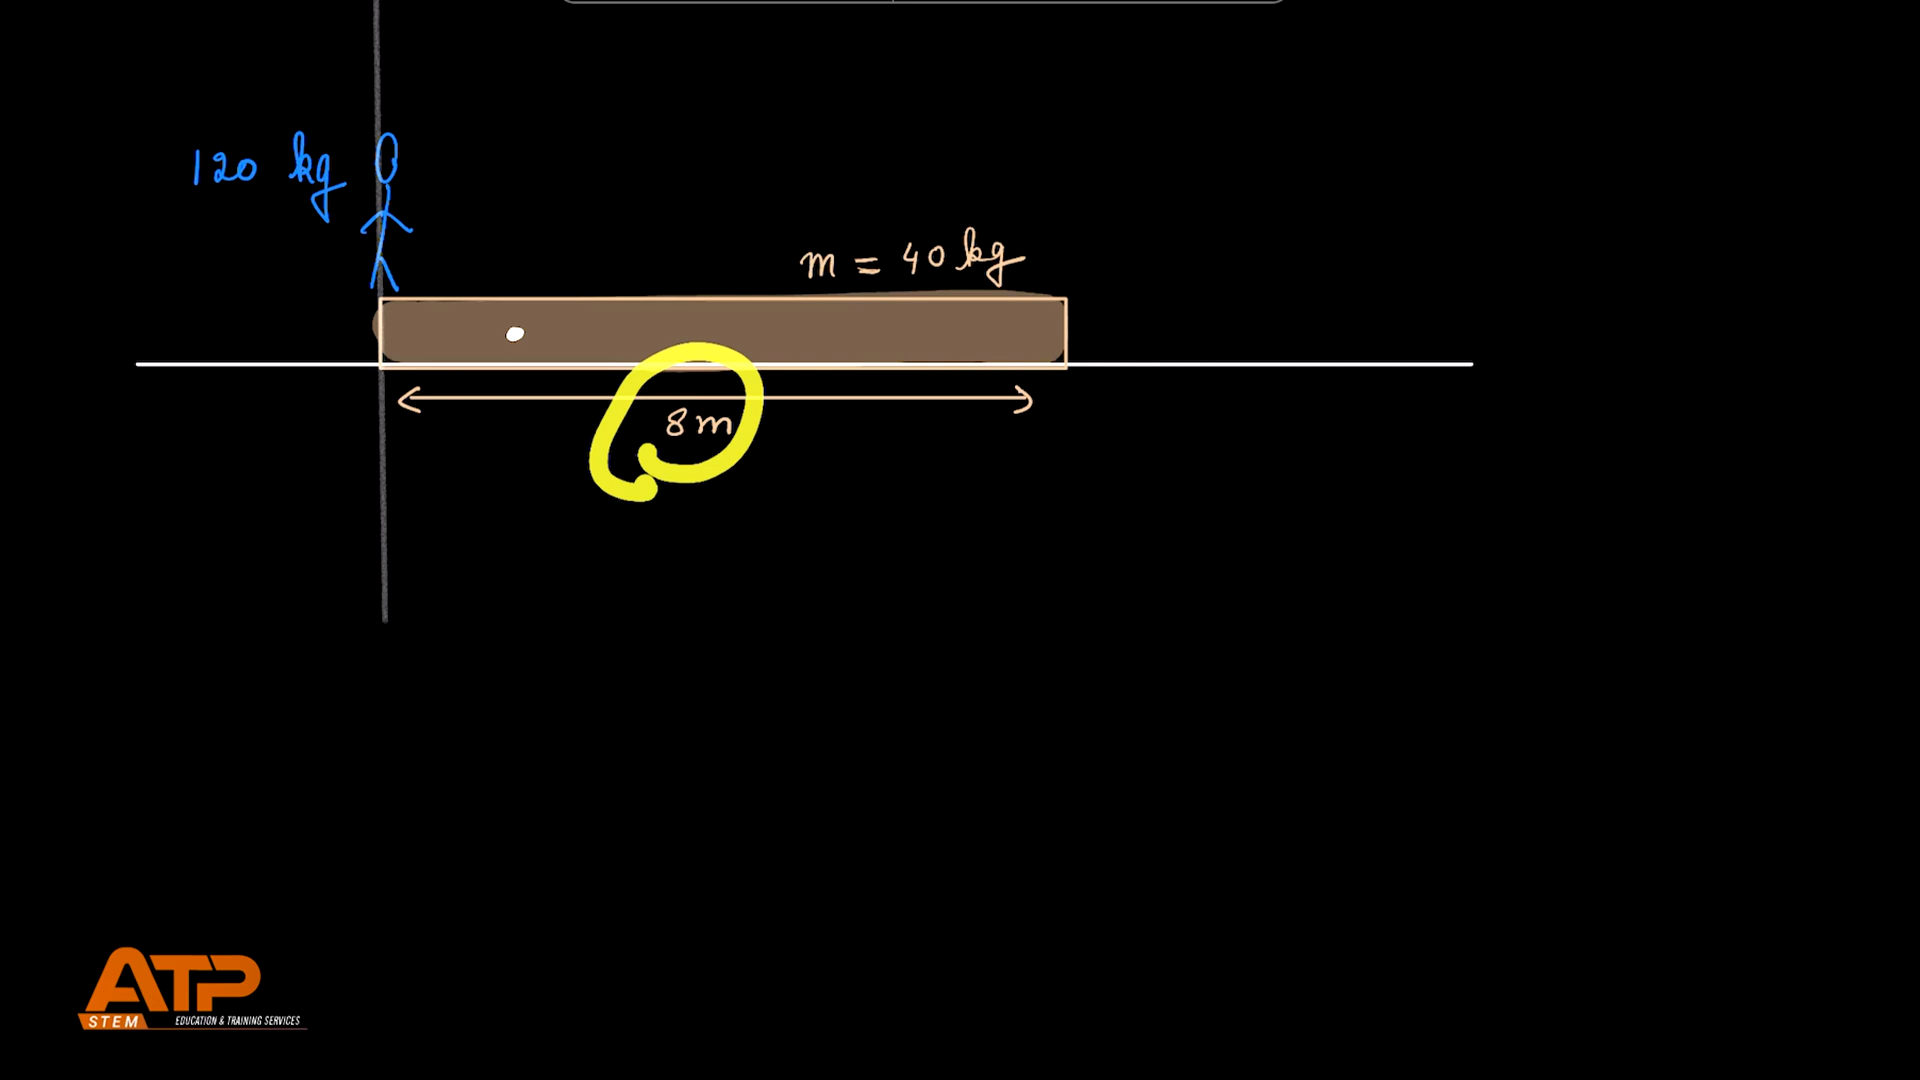 120 kg
m = 40 kg
8 m
ATP
STEM
EDUCATION & TRAINING SERVICES